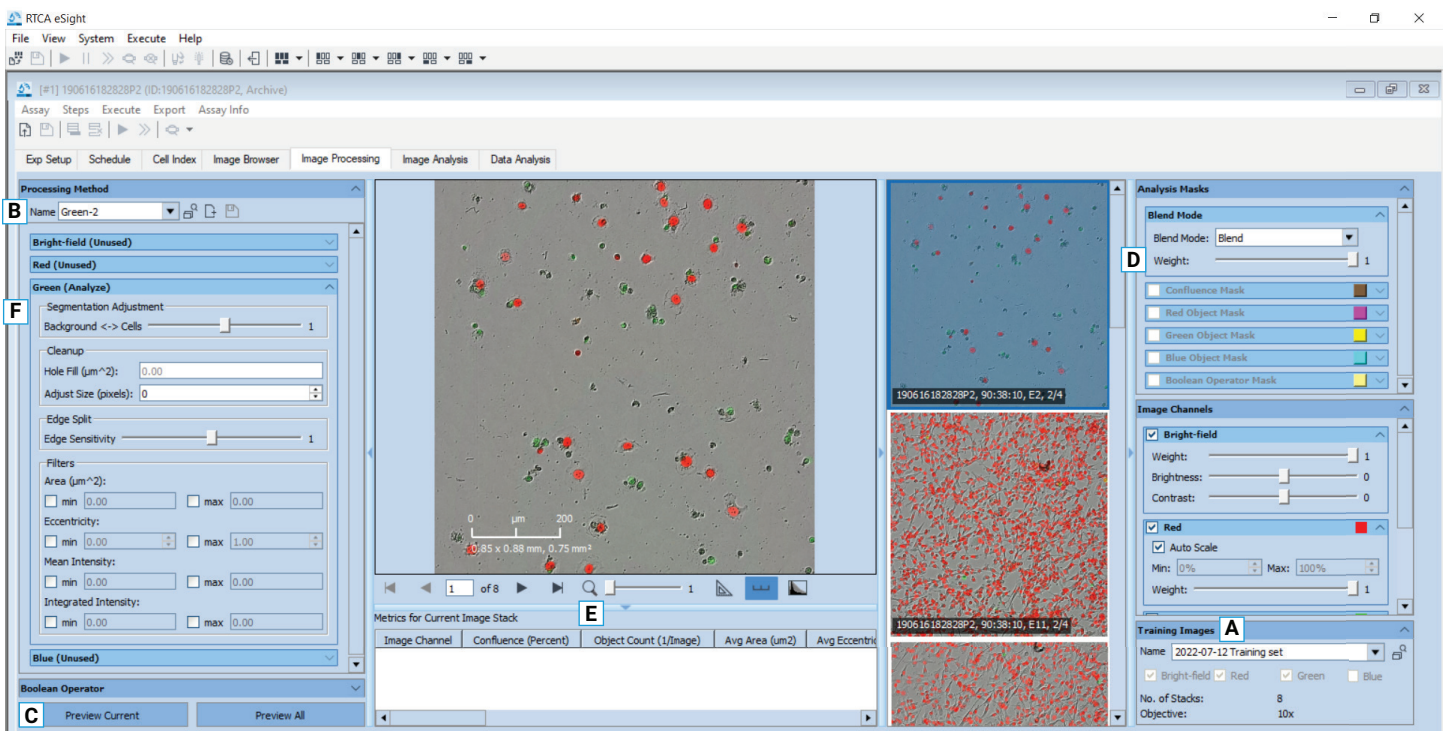 RTCA eSight
File View System Execute Help
[#1] 190616182828P2 (ID:190616182828P2, Archive)
Assay Steps Execute Export Assay Info
Exp Setup Schedule Cell Index Image Browser Image Processing Image Analysis Data Analysis
Processing Method
B Name Green-2
Bright-field (Unused)
Red (Unused)
Green (Analyze)
F Segmentation Adjustment
Background <-> Cells 1
Cleanup
Hole Fill (µm^2): 0.00
Adjust Size (pixels): 0
Edge Split
Edge Sensitivity 1
Filters
Area (µm^2):
min 0.00 max 0.00
Eccentricity:
min 0.00 max 1.00
Mean Intensity:
min 0.00 max 0.00
Integrated Intensity:
min 0.00 max 0.00
Blue (Unused)
Boolean Operator
C Preview Current Preview All
0 µm 200
0.85 x 0.88 mm, 0.75 mm²
1 of 8 1
E
Metrics for Current Image Stack
Image Channel Confluence (Percent) Object Count (1/Image) Avg Area (um2) Avg Eccentric
190616182828P2, 90:38:10, E2, 2/4
190616182828P2, 90:38:10, E11, 2/4
Analysis Masks
Blend Mode
Blend Mode: Blend
D Weight: 1
Confluence Mask
Red Object Mask
Green Object Mask
Blue Object Mask
Boolean Operator Mask
Image Channels
Bright-field
Weight: 1
Brightness: 0
Contrast: 0
Red
Auto Scale
Min: 0% Max: 100%
Weight: 1
Training Images A
Name 2022-07-12 Training set
Bright-field Red Green Blue
No. of Stacks: 8
Objective: 10x